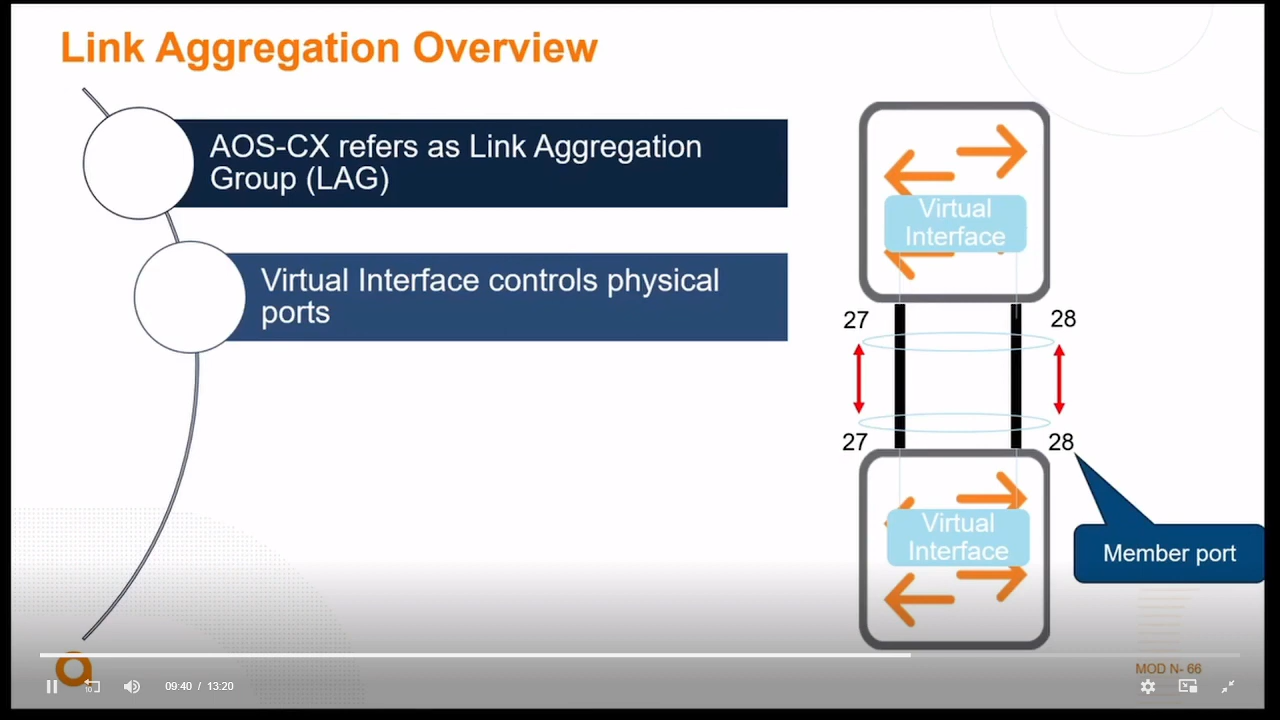 Link Aggregation Overview
AOS-CX refers as Link Aggregation
Group (LAG)
Virtual Interface controls physical
ports
Virtual
Interface
27
28
27
28
Virtual
Interface
Member port
MOD N- 66
10
09:40 / 13:20